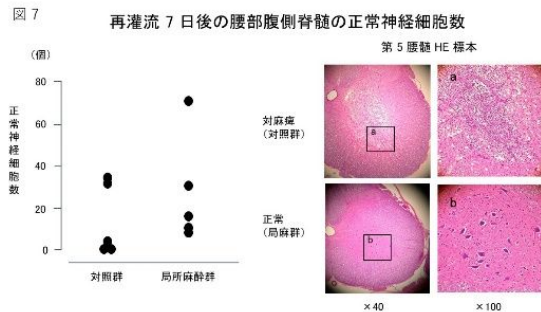 図7
再灌流7日後の腰部腹側脊髄の正常神経細胞数
(個)
80
60
40
20
0
正常神経細胞数
対照群
局所麻酔群
第5腰髄 HE 標本
対麻痺
(対照群)
a
a
正常
(局麻群)
b
b
×40
×100